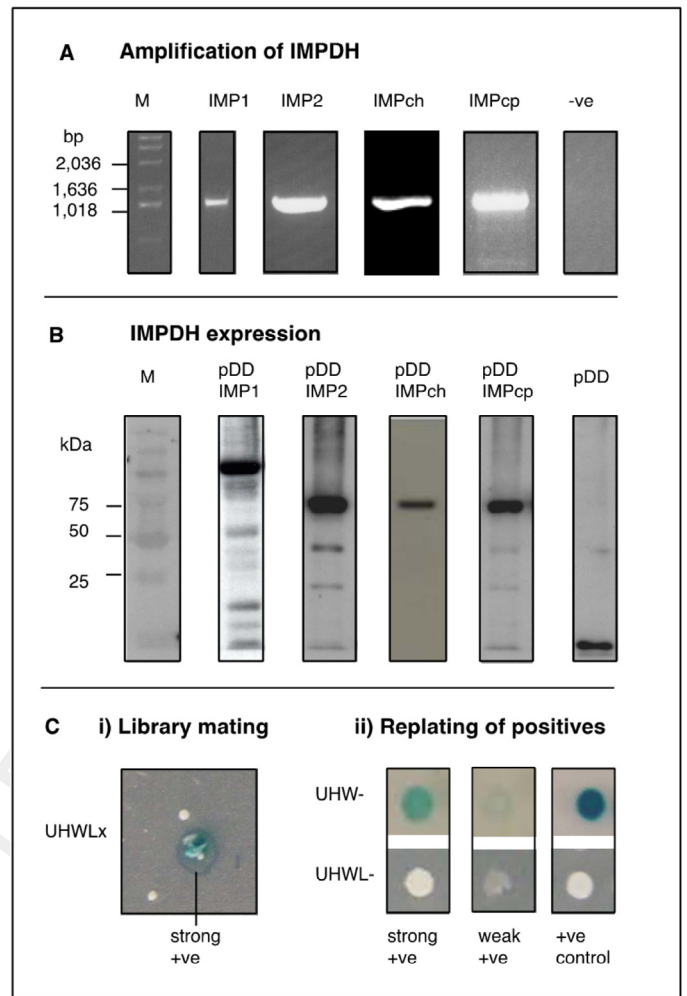 A Amplification of IMPDH
M IMP1 IMP2 IMPch IMPcp -ve
bp
2,036
1,636
1,018
B IMPDH expression
M pDD IMP1 pDD IMP2 pDD IMPch pDD IMPcp pDD
kDa
75
50
25
C i) Library mating ii) Replating of positives
UHW-
UHWLx
UHWL-
strong +ve strong +ve weak +ve +ve control